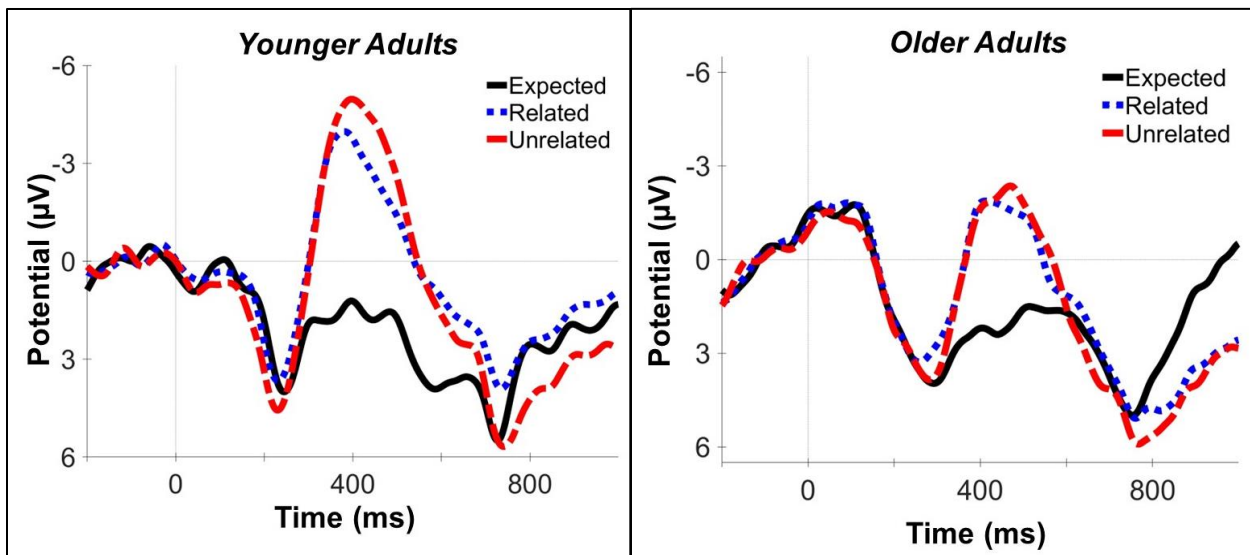 Younger Adults
-6
-3
0
3
6
Potential (µV)
Expected
Related
Unrelated
0
400
800
Time (ms)
Older Adults
-6
-3
0
3
6
Potential (µV)
Expected
Related
Unrelated
0
400
800
Time (ms)